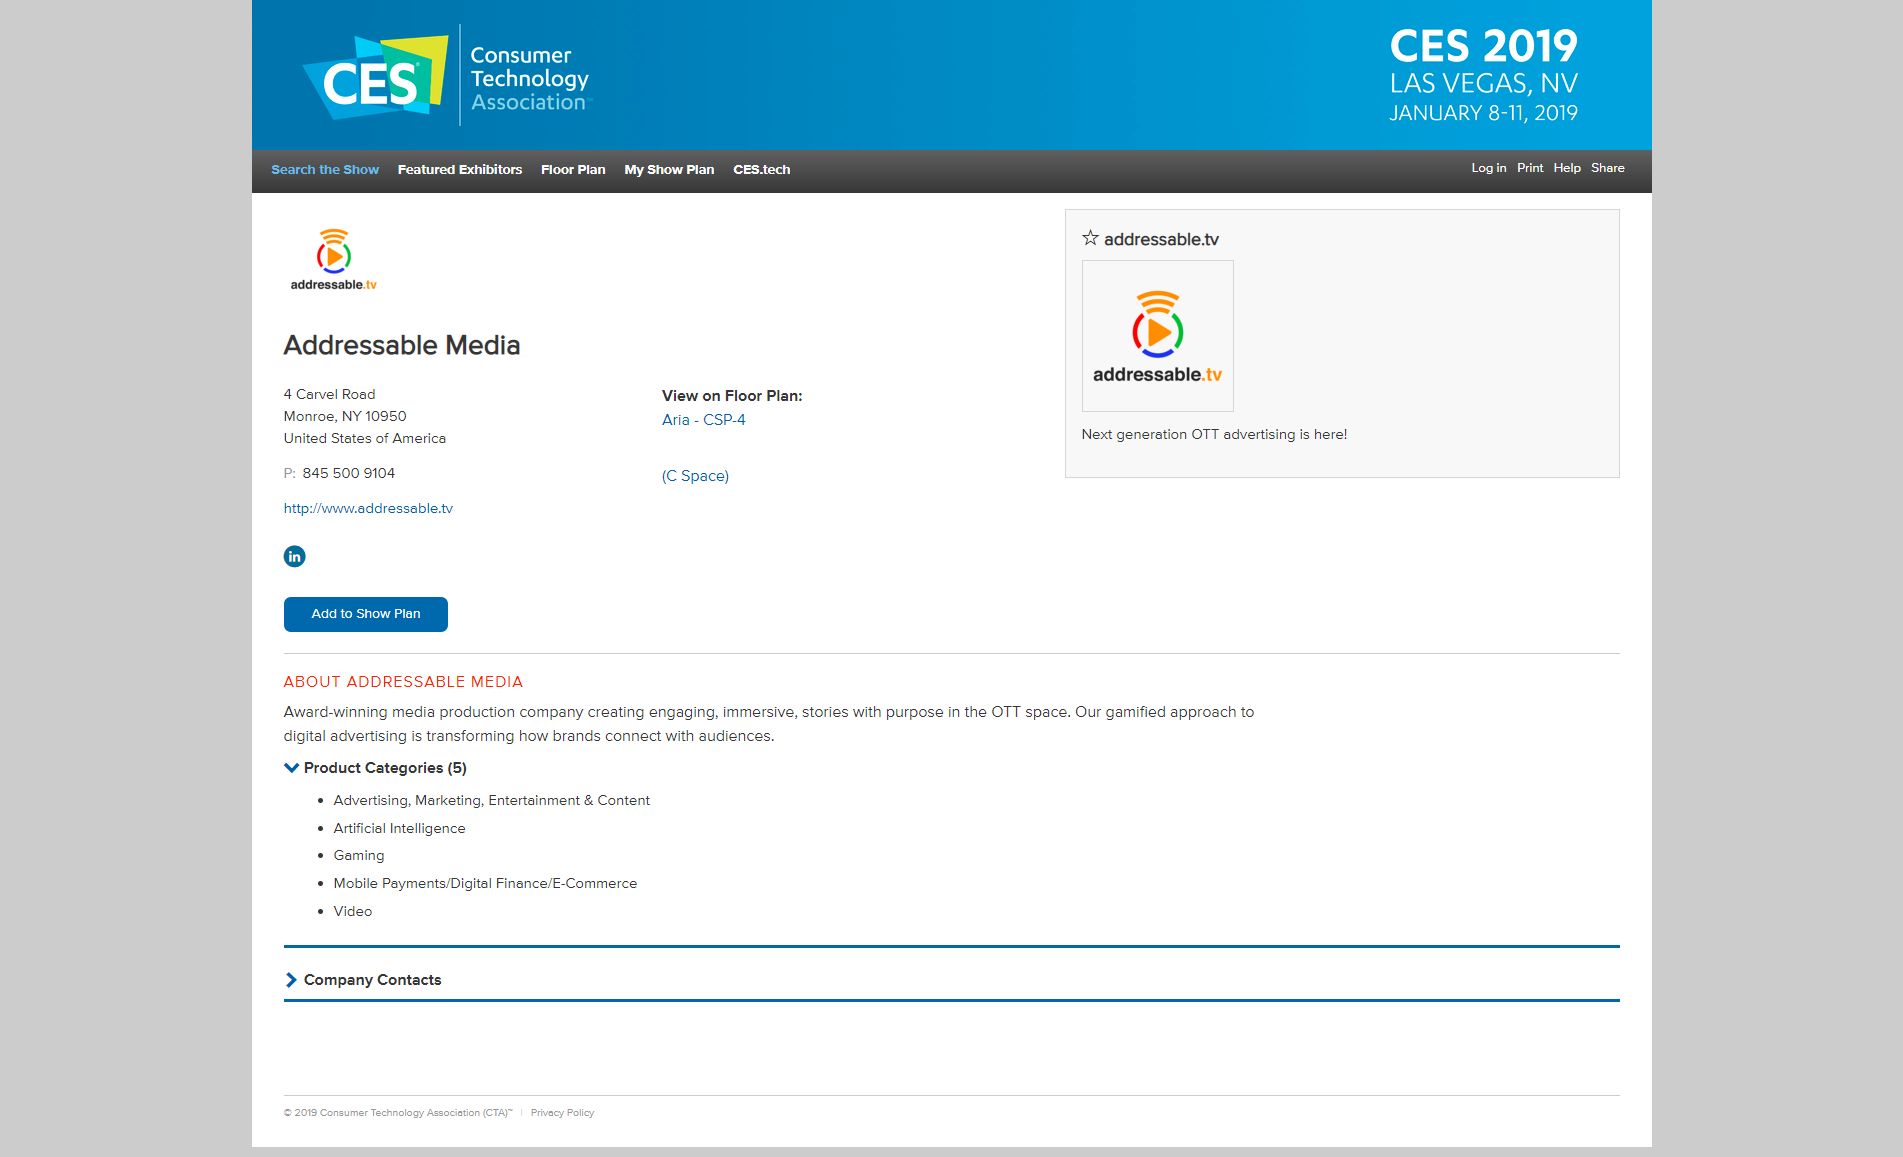 CES®
Consumer
Technology
Association™
CES 2019
LAS VEGAS, NV
JANUARY 8-11, 2019
Search the Show Featured Exhibitors Floor Plan My Show Plan CES.tech
Log in Print Help Share
addressable.tv
Addressable Media
4 Carvel Road
Monroe, NY 10950
United States of America
P: 845 500 9104
http://www.addressable.tv
in
Add to Show Plan
View on Floor Plan:
Aria - CSP-4
(C Space)
☆ addressable.tv
addressable.tv
Next generation OTT advertising is here!
ABOUT ADDRESSABLE MEDIA
Award-winning media production company creating engaging, immersive, stories with purpose in the OTT space. Our gamified approach to
digital advertising is transforming how brands connect with audiences.
Product Categories (5)
• Advertising, Marketing, Entertainment & Content
• Artificial Intelligence
• Gaming
• Mobile Payments/Digital Finance/E-Commerce
• Video
Company Contacts
© 2019 Consumer Technology Association (CTA)™ | Privacy Policy